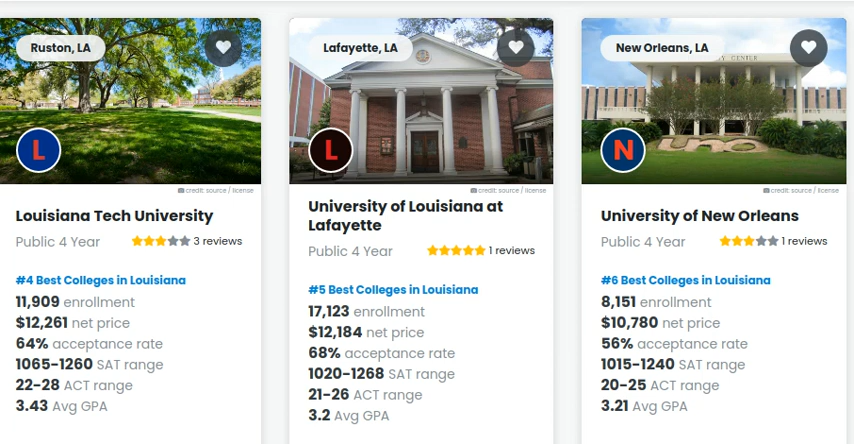 Ruston, LA
L
credit: source / license
Louisiana Tech University
Public 4 Year
3 reviews
#4 Best Colleges in Louisiana
11,909 enrollment
$12,261 net price
64% acceptance rate
1065-1260 SAT range
22-28 ACT range
3.43 Avg GPA
Lafayette, LA
L
credit: source / license
University of Louisiana at
Lafayette
Public 4 Year
1 reviews
#5 Best Colleges in Louisiana
17,123 enrollment
$12,184 net price
68% acceptance rate
1020-1268 SAT range
21-26 ACT range
3.2 Avg GPA
New Orleans, LA
CENTER
UNO
N
credit: source / license
University of New Orleans
Public 4 Year
1 reviews
#6 Best Colleges in Louisiana
8,151 enrollment
$10,780 net price
56% acceptance rate
1015-1240 SAT range
20-25 ACT range
3.21 Avg GPA